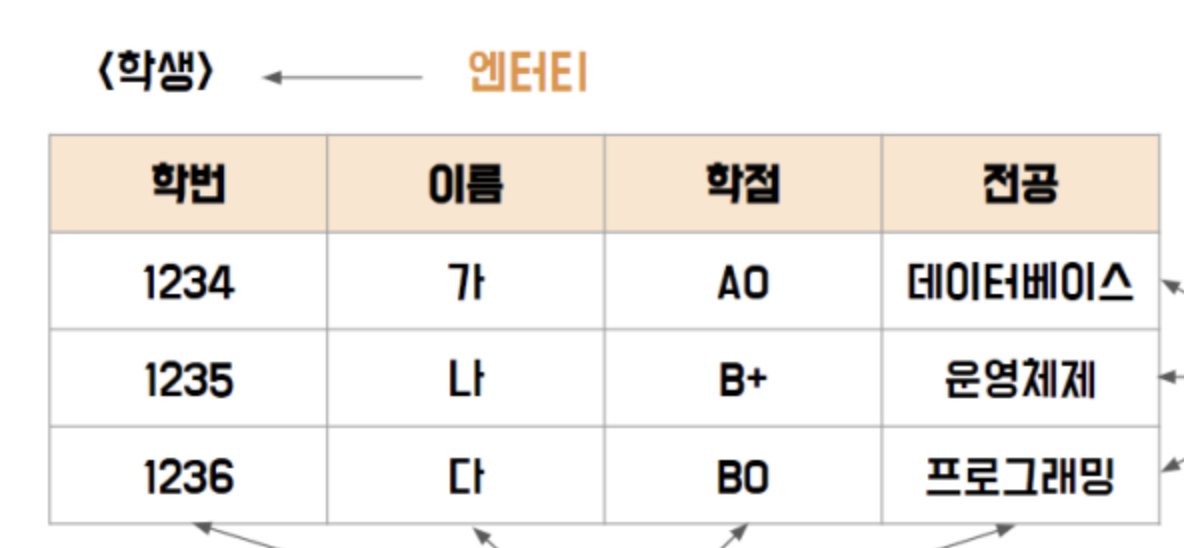 <학생> 엔터티
학번 이름 학점 전공
1234 가 A0 데이터베이스
1235 나 B+ 운영체제
1236 다 B0 프로그래밍